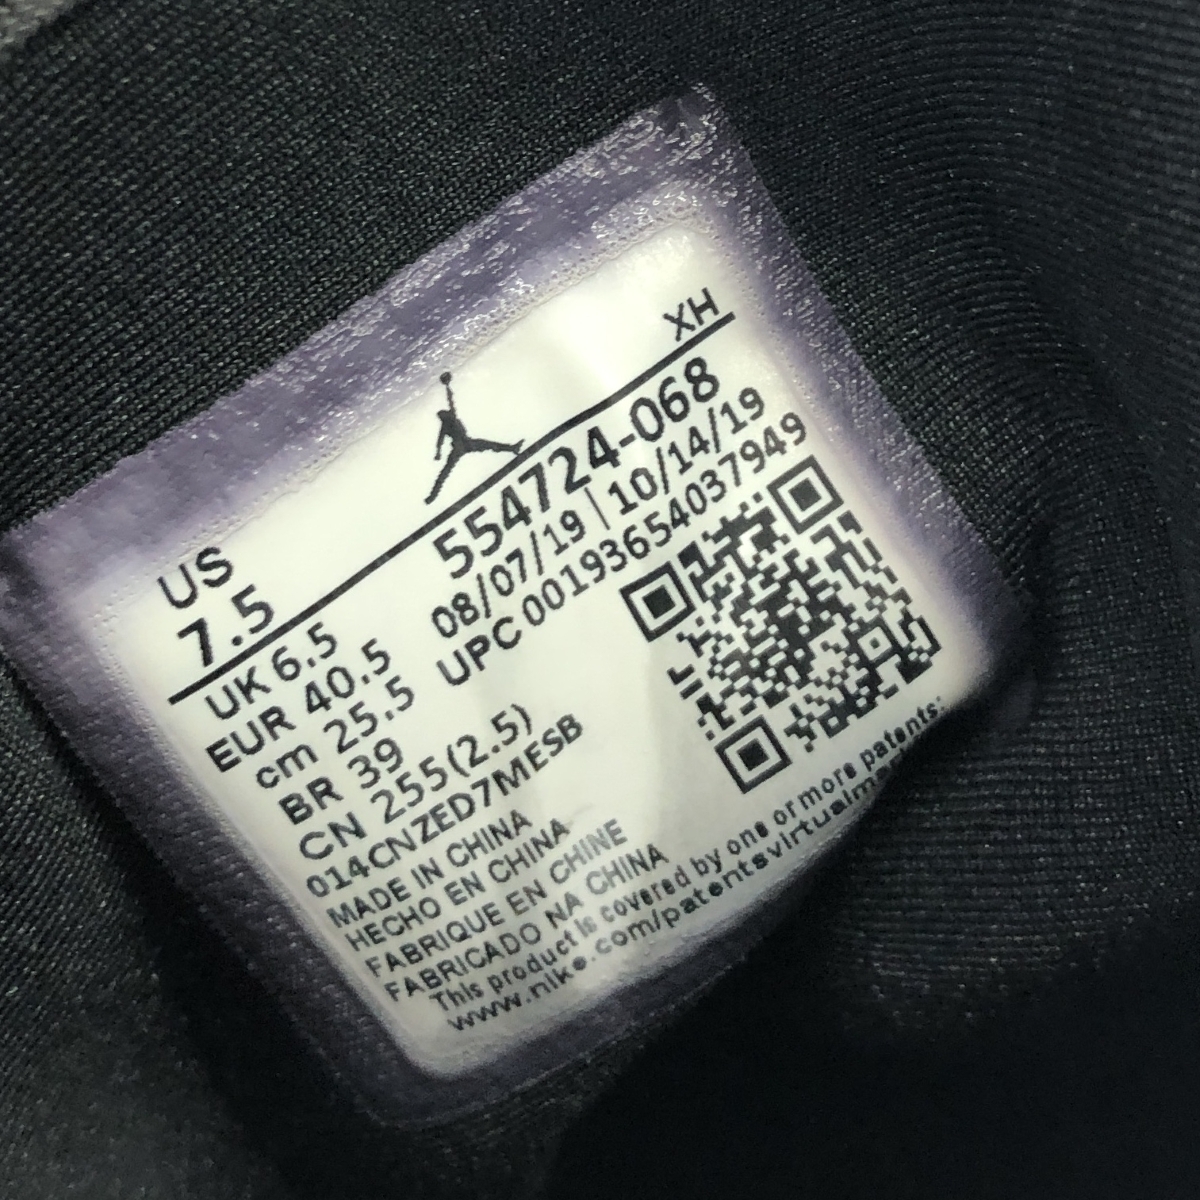 XH
US
7.5
554724-068
08/07/19 | 10/14/19
UPC 00193654037949
UK 6.5
EUR 40.5
cm 25.5
BR 39
CN 255(2.5)
014CNZED7MESB
MADE IN CHINA
HECHO EN CHINA
FABRIQUE EN CHINE
FABRICADO NA CHINA
This product is covered by one or more patents:
www.nike.com/patentsvirtualm